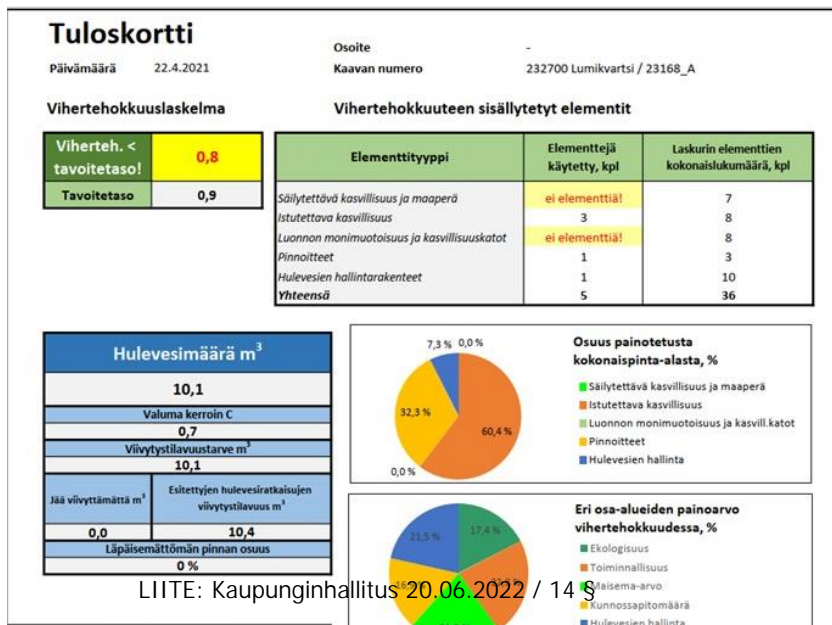 Tuloskortti
Osoite -
Päivämäärä 22.4.2021 Kaavan numero 232700 Lumikvartsi / 23168_A
Vihertehokkuuslaskelma
Viherteh. < tavoitetaso! 0,8
Tavoitetaso 0,9
Vihertehokkuuteen sisällytetyt elementit
Elementtityyppi Elementtejä käytetty, kpl Laskurin elementtien kokonaislukumäärä, kpl
Säilytettävä kasvillisuus ja maaperä ei elementtiä! 7
Istutettava kasvillisuus 3 8
Luonnon monimuotoisuus ja kasvillisuuskatot ei elementtiä! 8
Pinnoitteet 1 3
Hulevesien hallintarakenteet 1 10
Yhteensä 5 36
Hulevesimäärä m³
10,1
Valuma kerroin C
0,7
Viivytystilavuustarve m³
10,1
Jää viivyttämättä m³ Esitettyjen hulevesiratkaisujen viivytystilavuus m³
0,0 10,4
Läpäisemättömän pinnan osuus
0 %
7,3 % 0,0 %
32,3 %
60,4 %
0,0 %
Osuus painotetusta
kokonaispinta-alasta, %
Säilytettävä kasvillisuus ja maaperä
Istutettava kasvillisuus
Luonnon monimuotoisuus ja kasvill.katot
Pinnoitteet
Hulevesien hallinta
21,5 % 17,4 %
Eri osa-alueiden painoarvo
vihertehokkuudessa, %
Ekologisuus
Toiminnallisuus
Maisema-arvo
Kunnossapitomäärä
Hulevesien hallinta
LIITE: Kaupunginhallitus 20.06.2022 / 14 §